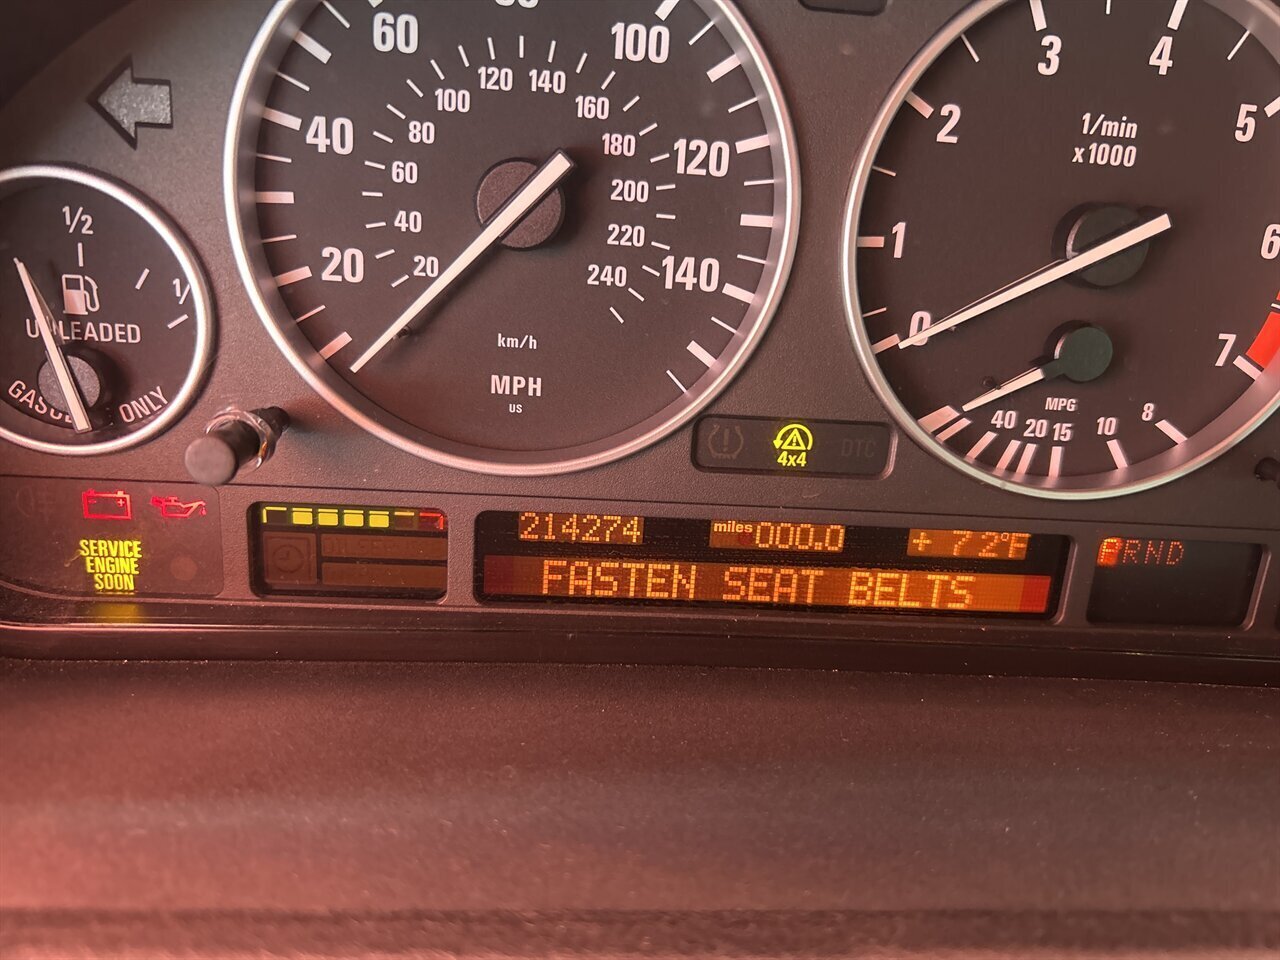 60
80
100
40
120
140
20
20
40
60
80
100
120
140
160
180
200
220
240
km/h
MPH
US
1/2
UNLEADED
GASOLINE ONLY
0
1
2
3
4
5
6
7
1/min
x1000
MPG
40 20 15 10 8
4x4
DTC
SERVICE
ENGINE
SOON
214274
miles 000.0
+ 72°F
FASTEN SEAT BELTS
PRND